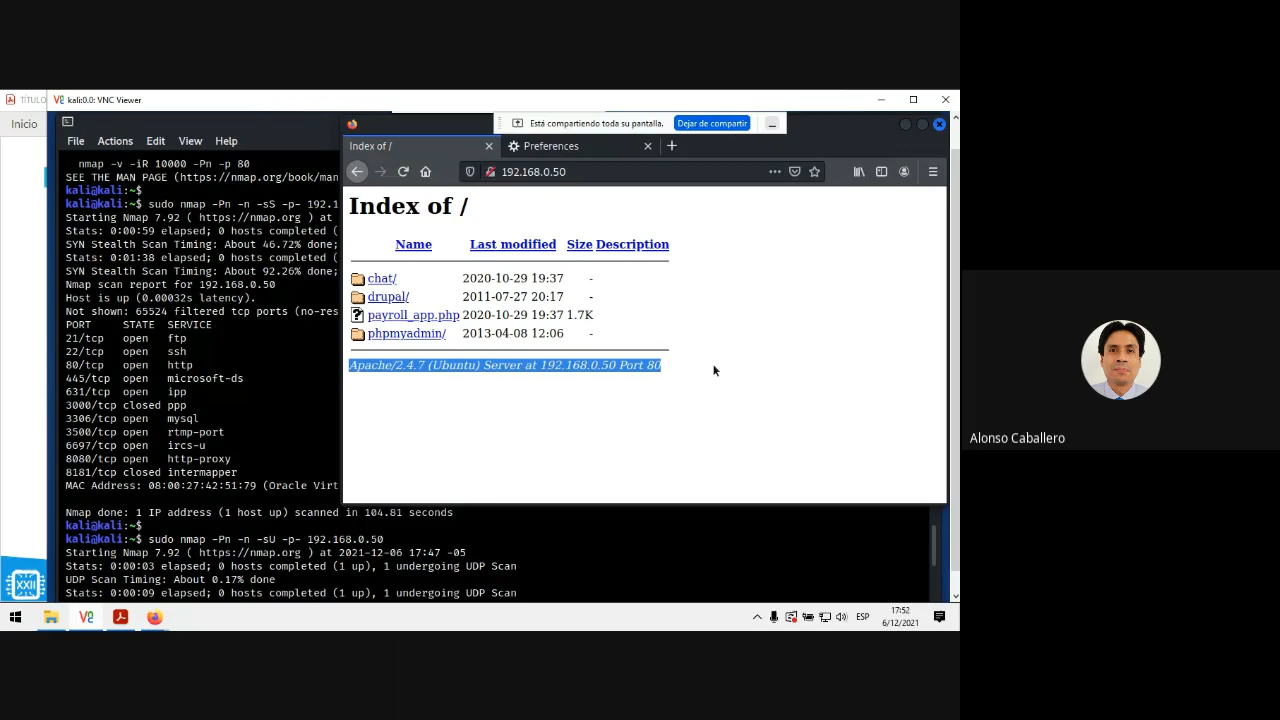 TÍTULO
kali:0.0: VNC Viewer
Inicio
File Actions Edit View Help
Está compartiendo toda su pantalla. Dejar de compartir
Index of /
Preferences
192.168.0.50
nmap -v -iR 10000 -Pn -p 80
SEE THE MAN PAGE (https://nmap.org/book/man
kali@kali:~$
kali@kali:~$ sudo nmap -Pn -n -sS -p- 192.1
Starting Nmap 7.92 ( https://nmap.org ) at
Stats: 0:00:59 elapsed; 0 hosts completed (
SYN Stealth Scan Timing: About 46.72% done;
Stats: 0:01:38 elapsed; 0 hosts completed (
SYN Stealth Scan Timing: About 92.26% done;
Nmap scan report for 192.168.0.50
Host is up (0.00032s latency).
Not shown: 65524 filtered tcp ports (no-res
PORT STATE SERVICE
21/tcp open ftp
22/tcp open ssh
80/tcp open http
445/tcp open microsoft-ds
631/tcp open ipp
3000/tcp closed ppp
3306/tcp open mysql
3500/tcp open rtmp-port
6697/tcp open ircs-u
8080/tcp open http-proxy
8181/tcp closed intermapper
MAC Address: 08:00:27:42:51:79 (Oracle Virt
Nmap done: 1 IP address (1 host up) scanned in 104.81 seconds
kali@kali:~$
kali@kali:~$ sudo nmap -Pn -n -sU -p- 192.168.0.50
Starting Nmap 7.92 ( https://nmap.org ) at 2021-12-06 17:47 -05
Stats: 0:00:03 elapsed; 0 hosts completed (1 up), 1 undergoing UDP Scan
UDP Scan Timing: About 0.17% done
Stats: 0:00:09 elapsed; 0 hosts completed (1 up), 1 undergoing UDP Scan
Index of /
Name Last modified Size Description
chat/ 2020-10-29 19:37 -
drupal/ 2011-07-27 20:17 -
payroll_app.php 2020-10-29 19:37 1.7K
phpmyadmin/ 2013-04-08 12:06 -
Apache/2.4.7 (Ubuntu) Server at 192.168.0.50 Port 80
Alonso Caballero
XXII
ESP
17:52
6/12/2021